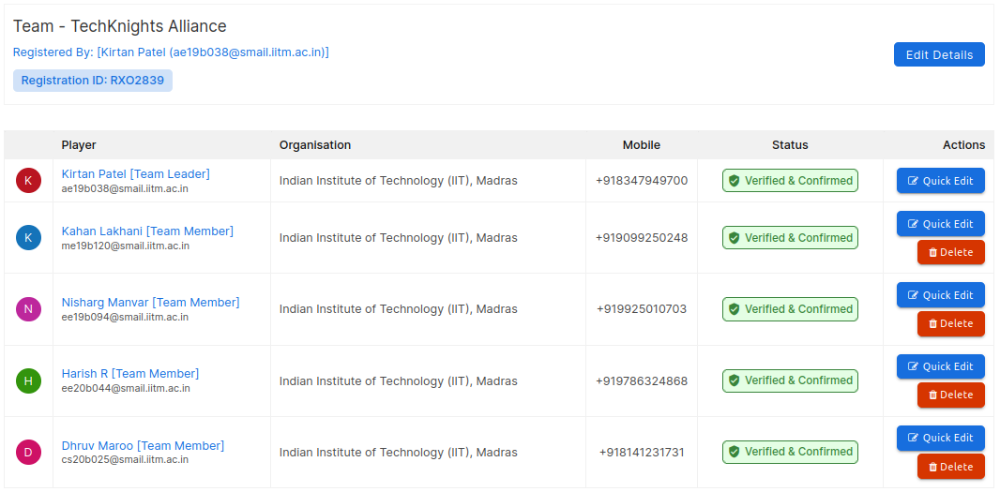 Team - TechKnights Alliance
Registered By: [Kirtan Patel (ae19b038@smail.iitm.ac.in)]
Edit Details
Registration ID: RXO2839
Player Organisation Mobile Status Actions
K Kirtan Patel [Team Leader] Indian Institute of Technology (IIT), Madras +918347949700 Verified & Confirmed Quick Edit
ae19b038@smail.iitm.ac.in
K Kahan Lakhani [Team Member] Indian Institute of Technology (IIT), Madras +919099250248 Verified & Confirmed Quick Edit
me19b120@smail.iitm.ac.in Delete
N Nisharg Manvar [Team Member] Indian Institute of Technology (IIT), Madras +919925010703 Verified & Confirmed Quick Edit
ee19b094@smail.iitm.ac.in Delete
H Harish R [Team Member] Indian Institute of Technology (IIT), Madras +919786324868 Verified & Confirmed Quick Edit
ee20b044@smail.iitm.ac.in Delete
D Dhruv Maroo [Team Member] Indian Institute of Technology (IIT), Madras +918141231731 Verified & Confirmed Quick Edit
cs20b025@smail.iitm.ac.in Delete